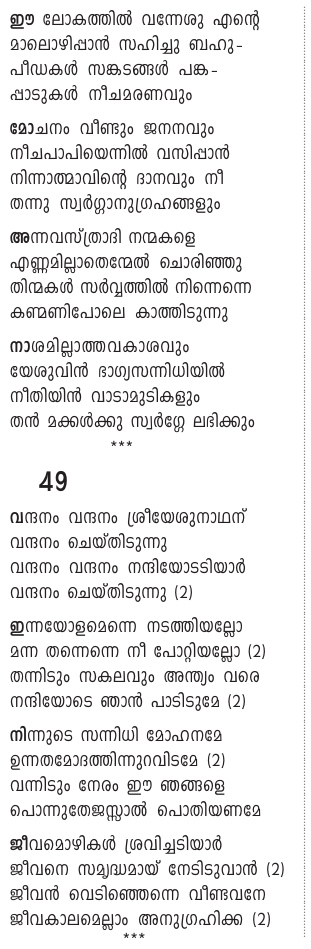 ഈ ലോകത്തിൽ വന്നേശു എന്റെ
മാലൊഴിപ്പാൻ സഹിച്ചു ബഹു-
പീഡകൾ സങ്കടങ്ങൾ പങ്ക-
പ്പാടുകൾ നീചമരണവും
മോചനം വീണ്ടും ജനനവും
നീചപാപിയെന്നിൽ വസിപ്പാൻ
നിന്നാത്മാവിന്റെ ദാനവും നീ
തന്നു സ്വർഗ്ഗാനുഗ്രഹങ്ങളും
അന്നവസ്ത്രാദി നന്മകളെ
എണ്ണമില്ലാതെന്മേൽ ചൊരിഞ്ഞു
തിന്മകൾ സർവ്വത്തിൽ നിന്നെന്നെ
കണ്മണിപോലെ കാത്തിടുന്നു
നാശമില്ലാത്തവകാശവും
യേശുവിൻ ഭാഗ്യസന്നിധിയിൽ
നീതിയിൻ വാടാമുടികളും
തൻ മക്കൾക്കു സ്വർഗ്ഗേ ലഭിക്കും
***
49
വന്ദനം വന്ദനം ശ്രീയേശുനാഥന്
വന്ദനം ചെയ്തിടുന്നു
വന്ദനം വന്ദനം നന്ദിയോടടിയാർ
വന്ദനം ചെയ്തിടുന്നു (2)
ഇന്നയോളമെന്നെ നടത്തിയല്ലോ
മന്ന തന്നെന്നെ നീ പോറ്റിയല്ലോ (2)
തന്നിടും സകലവും അന്ത്യം വരെ
നന്ദിയോടെ ഞാൻ പാടിടുമേ (2)
നിന്നുടെ സന്നിധി മോഹനമേ
ഉന്നതമോദത്തിന്നുറവിടമേ (2)
വന്നിടും നേരം ഈ ഞങ്ങളെ
പൊന്നുതേജസ്സാൽ പൊതിയണമേ
ജീവമൊഴികൾ ശ്രവിച്ചടിയാർ
ജീവനെ സമൃദ്ധമായ് നേടിടുവാൻ (2)
ജീവൻ വെടിഞ്ഞെന്നെ വീണ്ടവനേ
ജീവകാലമെല്ലാം അനുഗ്രഹിക്ക (2)
***